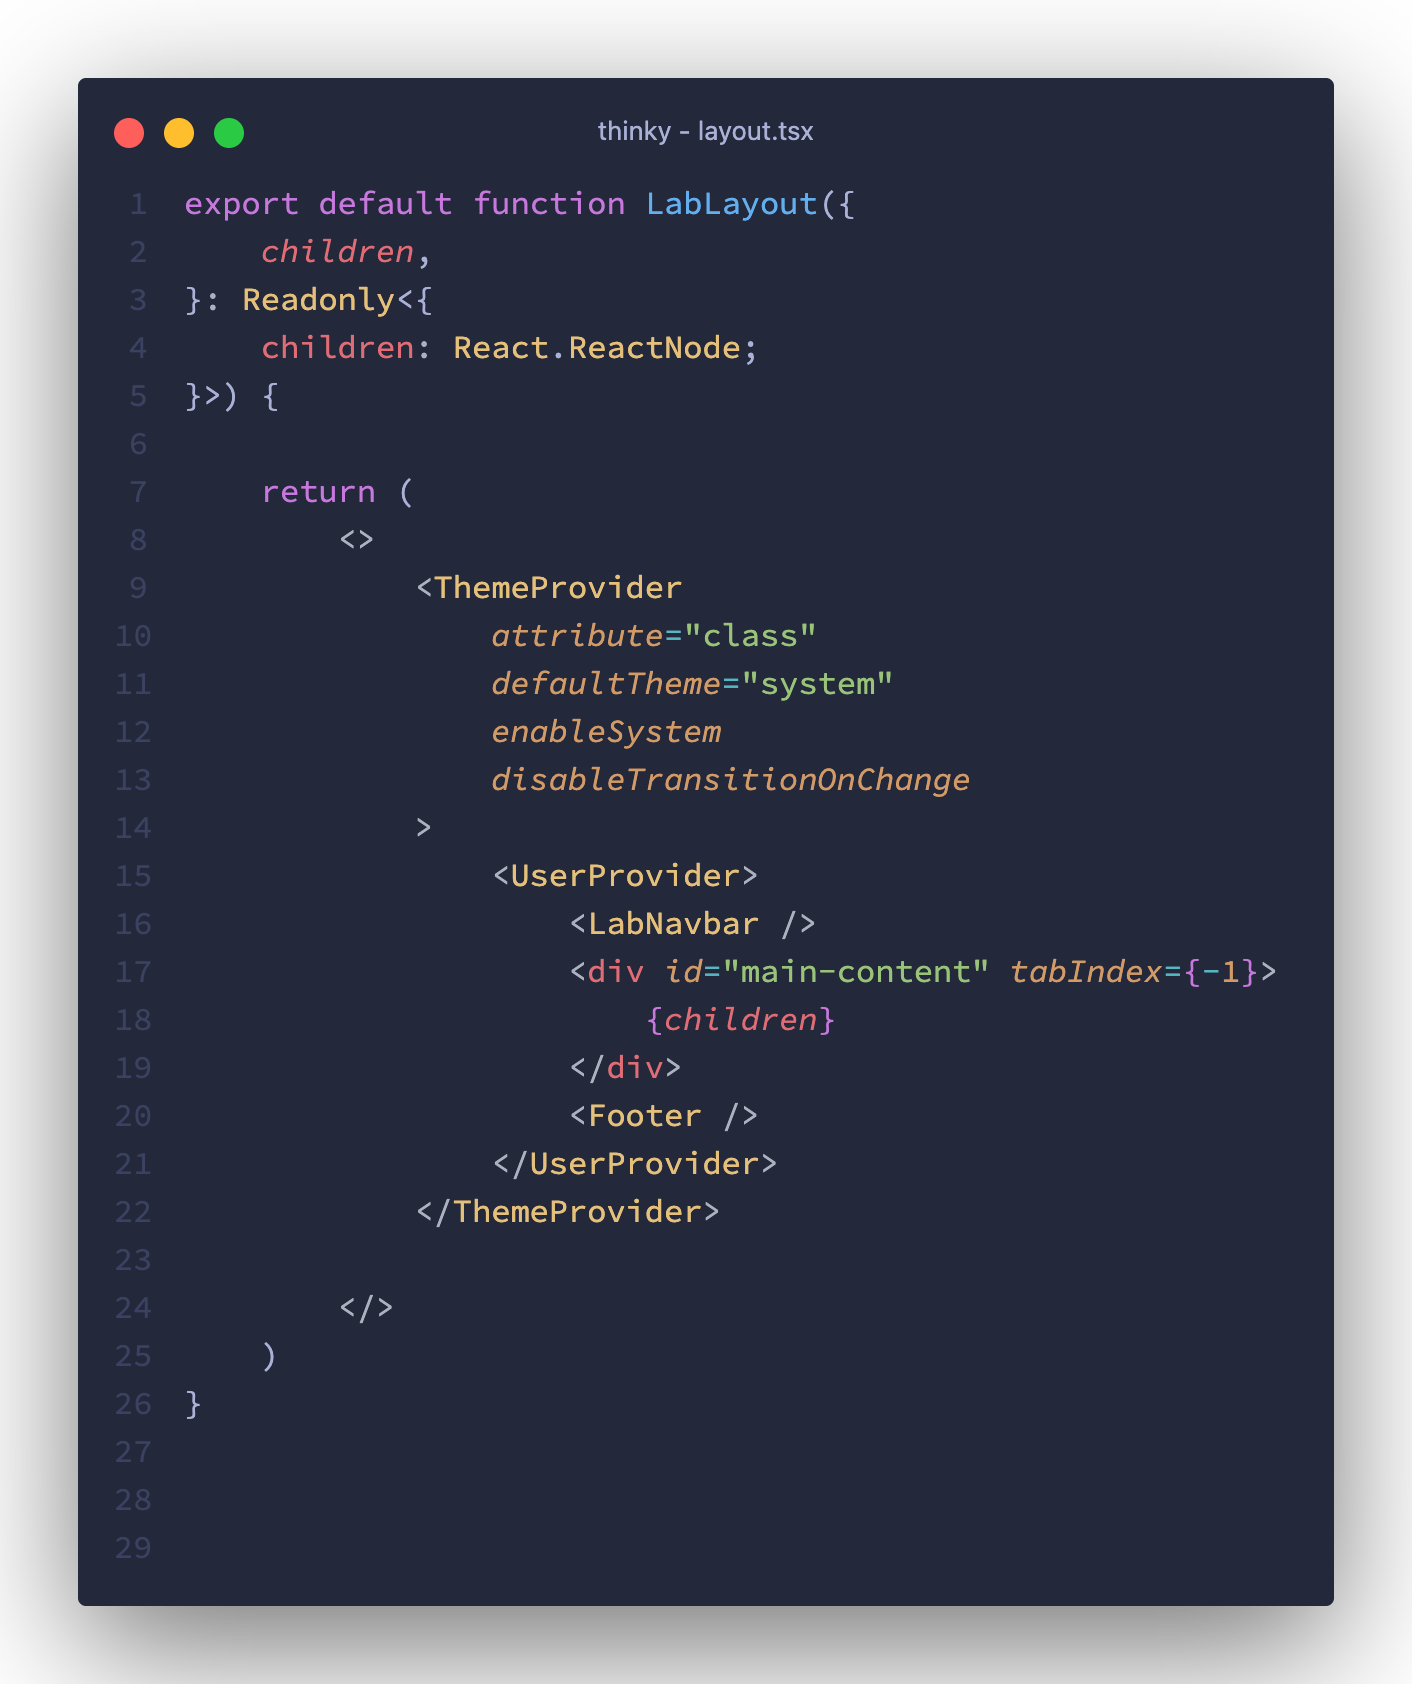 thinky - layout.tsx
1 export default function LabLayout({
2     children,
3 }: Readonly<{
4     children: React.ReactNode;
5 }>) {
6
7     return (
8         <>
9             <ThemeProvider
10                 attribute="class"
11                 defaultTheme="system"
12                 enableSystem
13                 disableTransitionOnChange
14             >
15                 <UserProvider>
16                     <LabNavbar />
17                     <div id="main-content" tabIndex={-1}>
18                         {children}
19                     </div>
20                     <Footer />
21                 </UserProvider>
22             </ThemeProvider>
23
24         </>
25     )
26 }
27
28
29